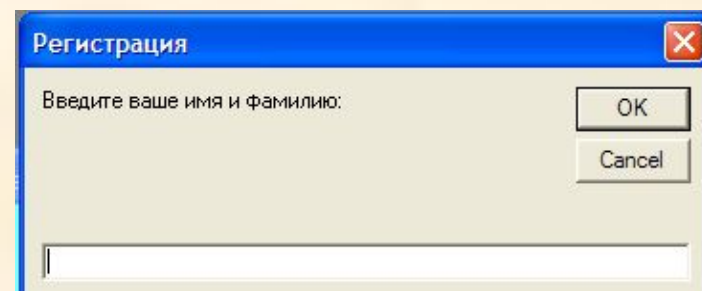 Регистрация
Введите ваше имя и фамилию:
OK
Cancel